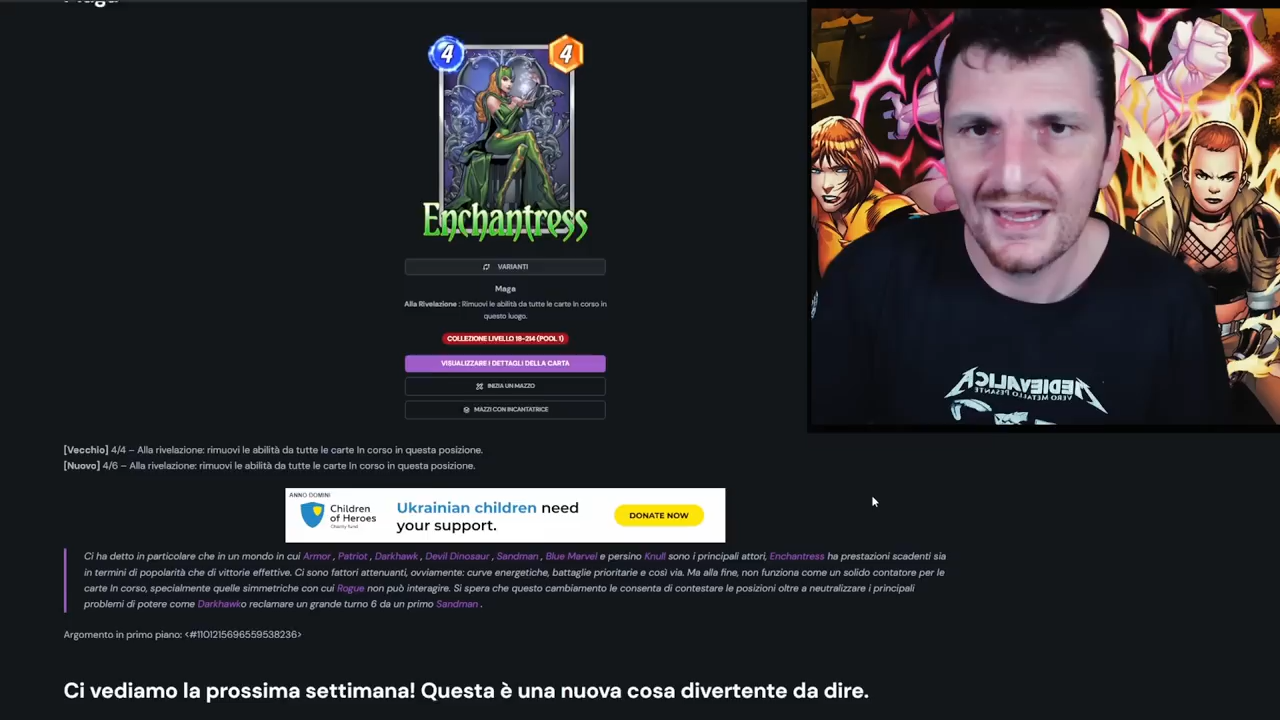 Maga
4
4
Enchantress
VARIANTI
Maga
Alla Rivelazione : Rimuovi le abilità da tutte le carte In corso in
questo luogo.
COLLEZIONE LIVELLO 18-214 (POOL 1)
VISUALIZZARE I DETTAGLI DELLA CARTA
INIZIA UN MAZZO
MAZZI CON INCANTATRICE
[Vecchio] 4/4 – Alla rivelazione: rimuovi le abilità da tutte le carte In corso in questa posizione.
[Nuovo] 4/6 – Alla rivelazione: rimuovi le abilità da tutte le carte In corso in questa posizione.
ANNO DOMINI
Children
of Heroes
Charity Fund
Ukrainian children need
your support.
DONATE NOW
Ci ha detto in particolare che in un mondo in cui Armor , Patriot , Darkhawk , Devil Dinosaur , Sandman , Blue Marvel e persino Knull sono i principali attori, Enchantress ha prestazioni scadenti sia
in termini di popolarità che di vittorie effettive. Ci sono fattori attenuanti, ovviamente: curve energetiche, battaglie prioritarie e così via. Ma alla fine, non funziona come un solido contatore per le
carte In corso, specialmente quelle simmetriche con cui Rogue non può interagire. Si spera che questo cambiamento le consenta di contestare le posizioni oltre a neutralizzare i principali
problemi di potere come Darkhawko reclamare un grande turno 6 da un primo Sandman .
Argomento in primo piano: <#1101215696559538236>
Ci vediamo la prossima settimana! Questa è una nuova cosa divertente da dire.
MEDIEVALICA
VERO METALLO PESANTE